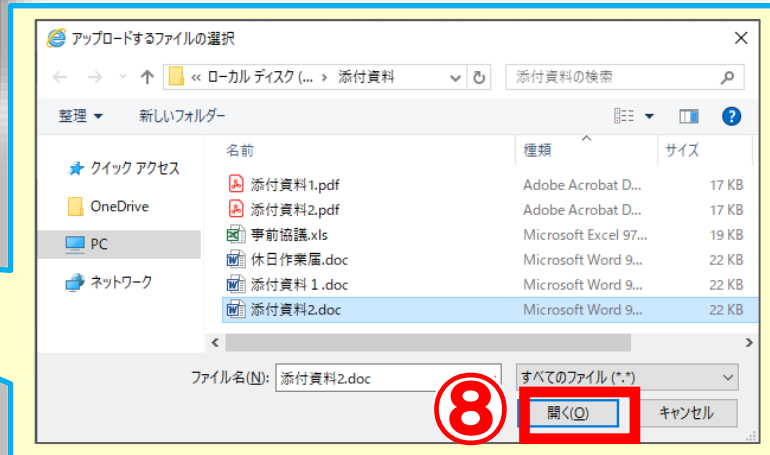 アップロードするファイルの選択
« ローカル ディスク (... › 添付資料
添付資料の検索
整理
新しいフォルダー
名前 種類 サイズ
クイック アクセス
OneDrive
PC
ネットワーク
添付資料1.pdf Adobe Acrobat D... 17 KB
添付資料2.pdf Adobe Acrobat D... 17 KB
事前協議.xls Microsoft Excel 97... 19 KB
休日作業届.doc Microsoft Word 9... 22 KB
添付資料１.doc Microsoft Word 9... 22 KB
添付資料2.doc Microsoft Word 9... 22 KB
ファイル名(N): 添付資料2.doc すべてのファイル (*.*)
⑧ 開く(O) キャンセル